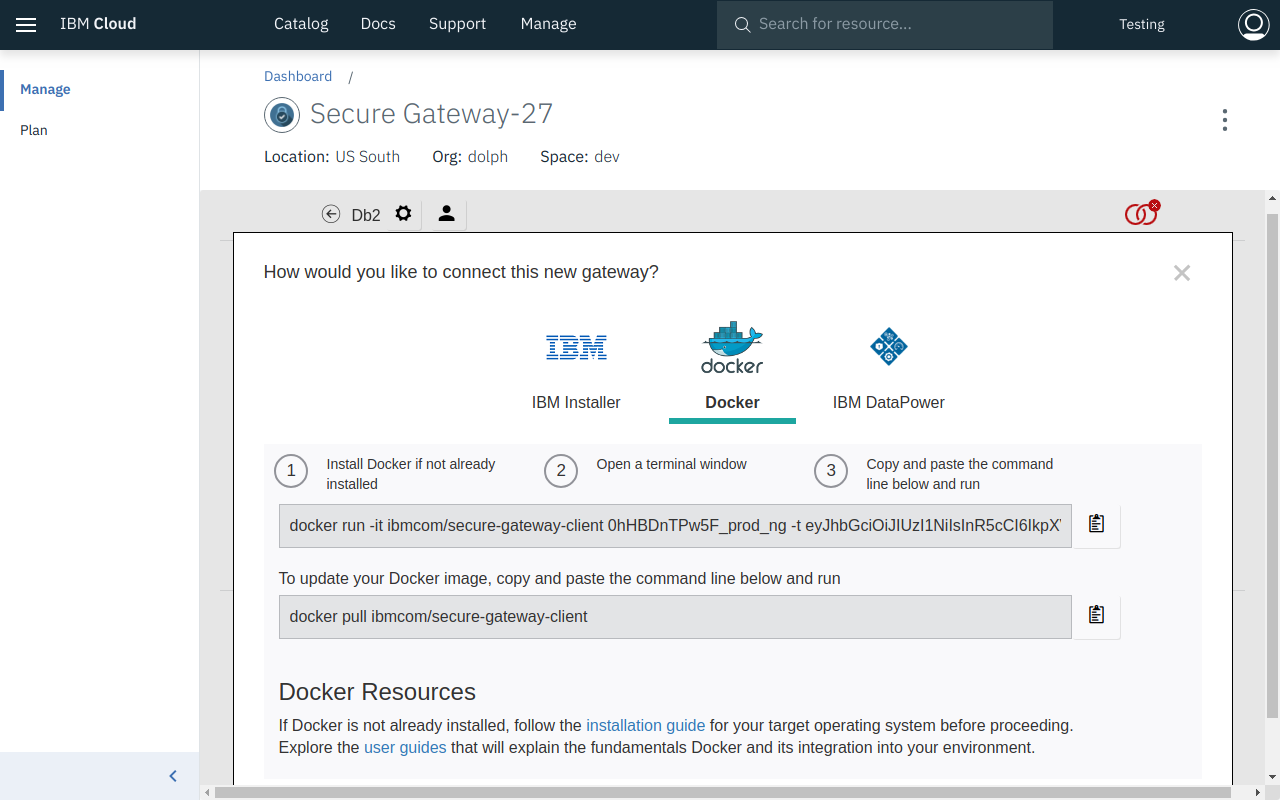 IBM Cloud
Catalog
Docs
Support
Manage
Search for resource...
Testing
Manage
Plan
Dashboard /
Secure Gateway-27
Location: US South
Org: dolph
Space: dev
Db2
How would you like to connect this new gateway?
IBM
docker
IBM Installer
Docker
IBM DataPower
1
Install Docker if not already
installed
2
Open a terminal window
3
Copy and paste the command
line below and run
docker run -it ibmcom/secure-gateway-client 0hHBDnTPw5F_prod_ng -t eyJhbGciOiJIUzI1NiIsInR5cCI6IkpX
To update your Docker image, copy and paste the command line below and run
docker pull ibmcom/secure-gateway-client
Docker Resources
If Docker is not already installed, follow the installation guide for your target operating system before proceeding.
Explore the user guides that will explain the fundamentals Docker and its integration into your environment.